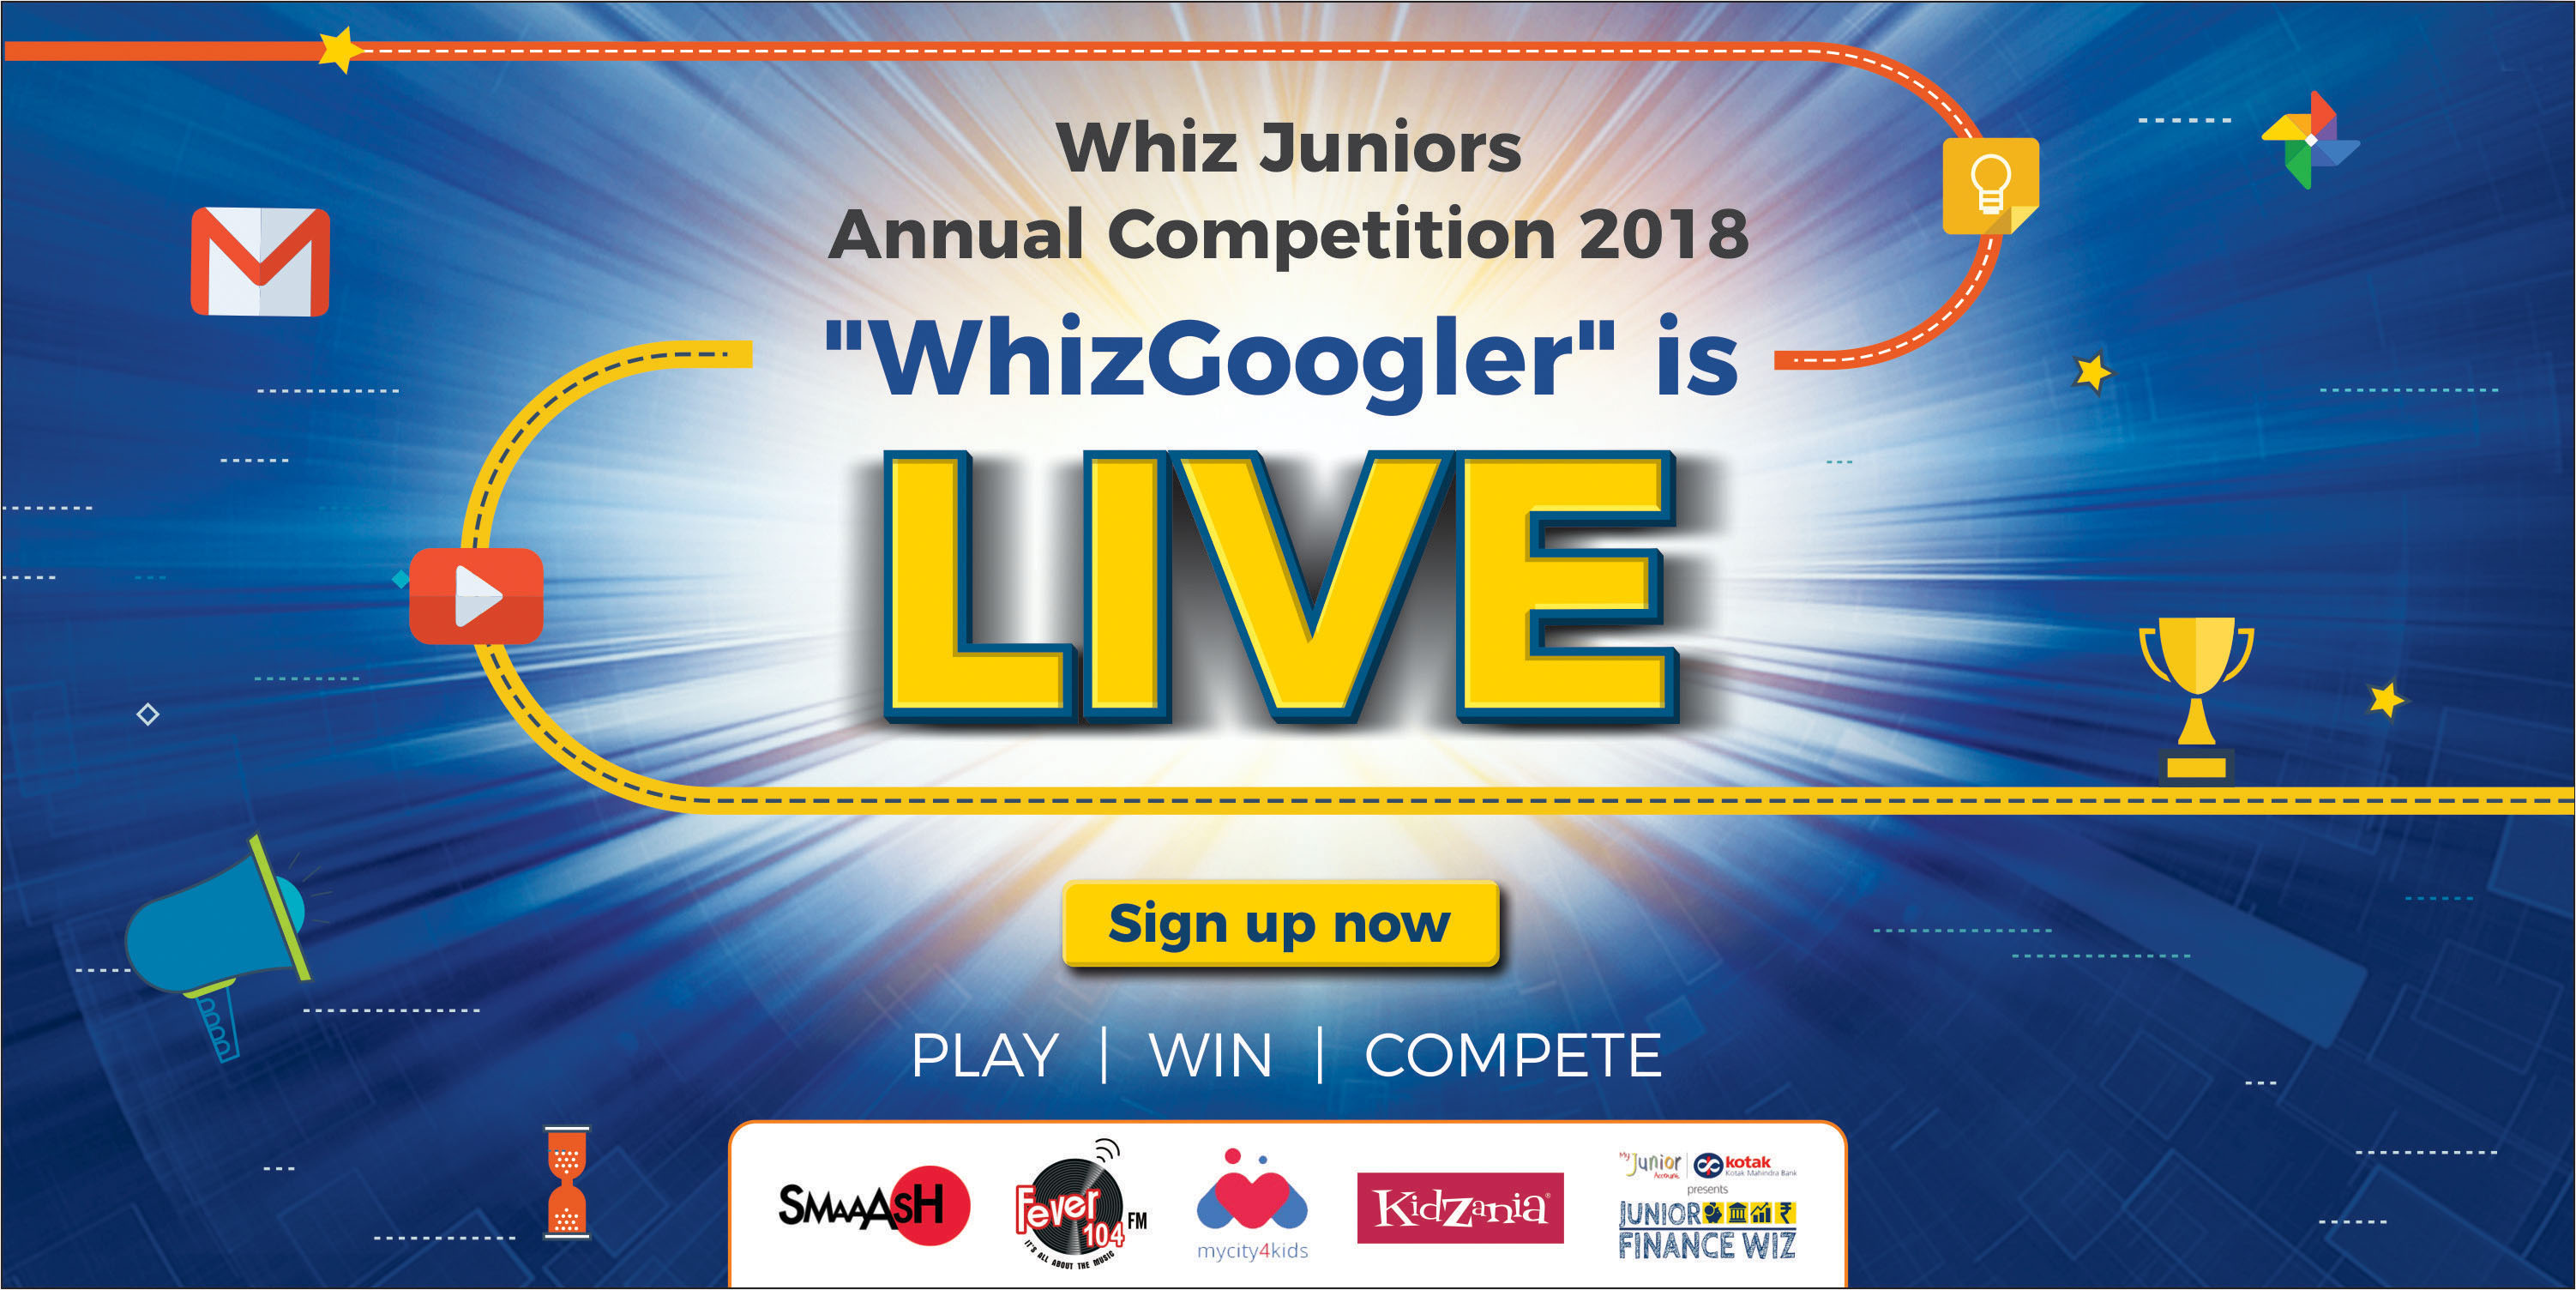 Whiz Juniors
Annual Competition 2018
"WhizGoogler" is
LIVE
Sign up now
PLAY | WIN | COMPETE
SMAAASH
Fever
104 FM
IT'S ALL ABOUT THE MUSIC
mycity4kids
KidZania®
My Junior Account
kotak
Kotak Mahindra Bank
presents
JUNIOR ₹
FINANCE WIZ